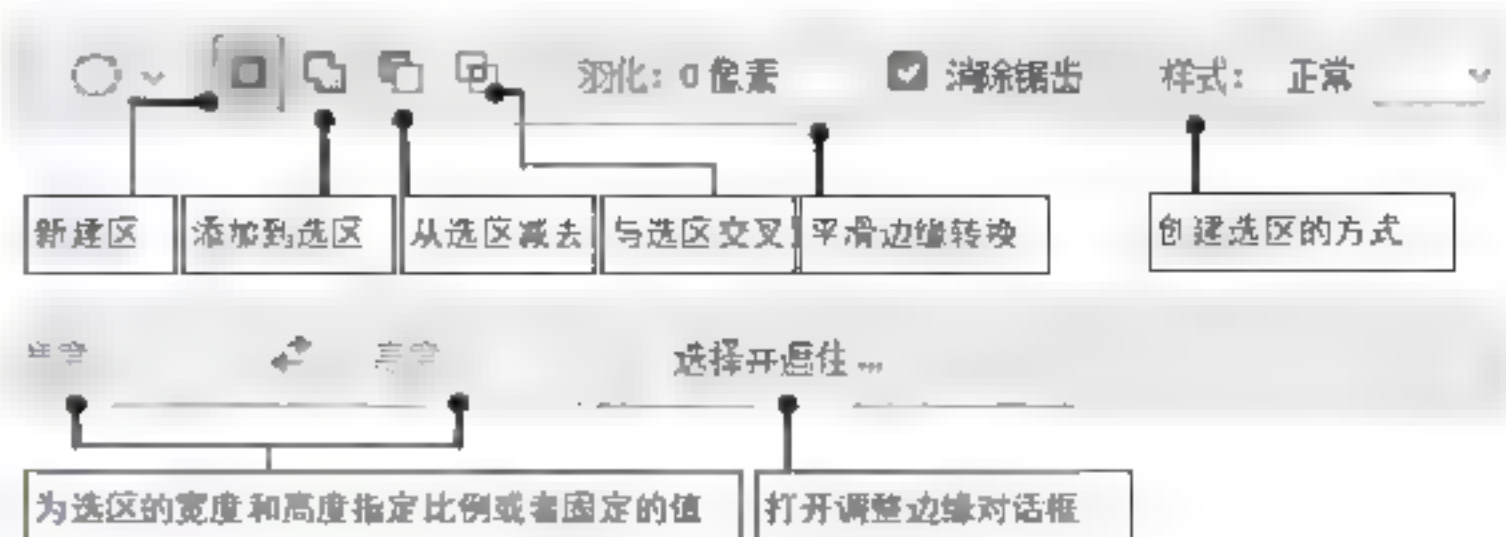 羽化：0 像素 消除锯齿 样式： 正常
新建区 添加到选区 从选区减去 与选区交叉 平滑边缘转换 创建选区的方式
选择并遮住 ...
为选区的宽度和高度指定比例或者固定的值 打开调整边缘对话框